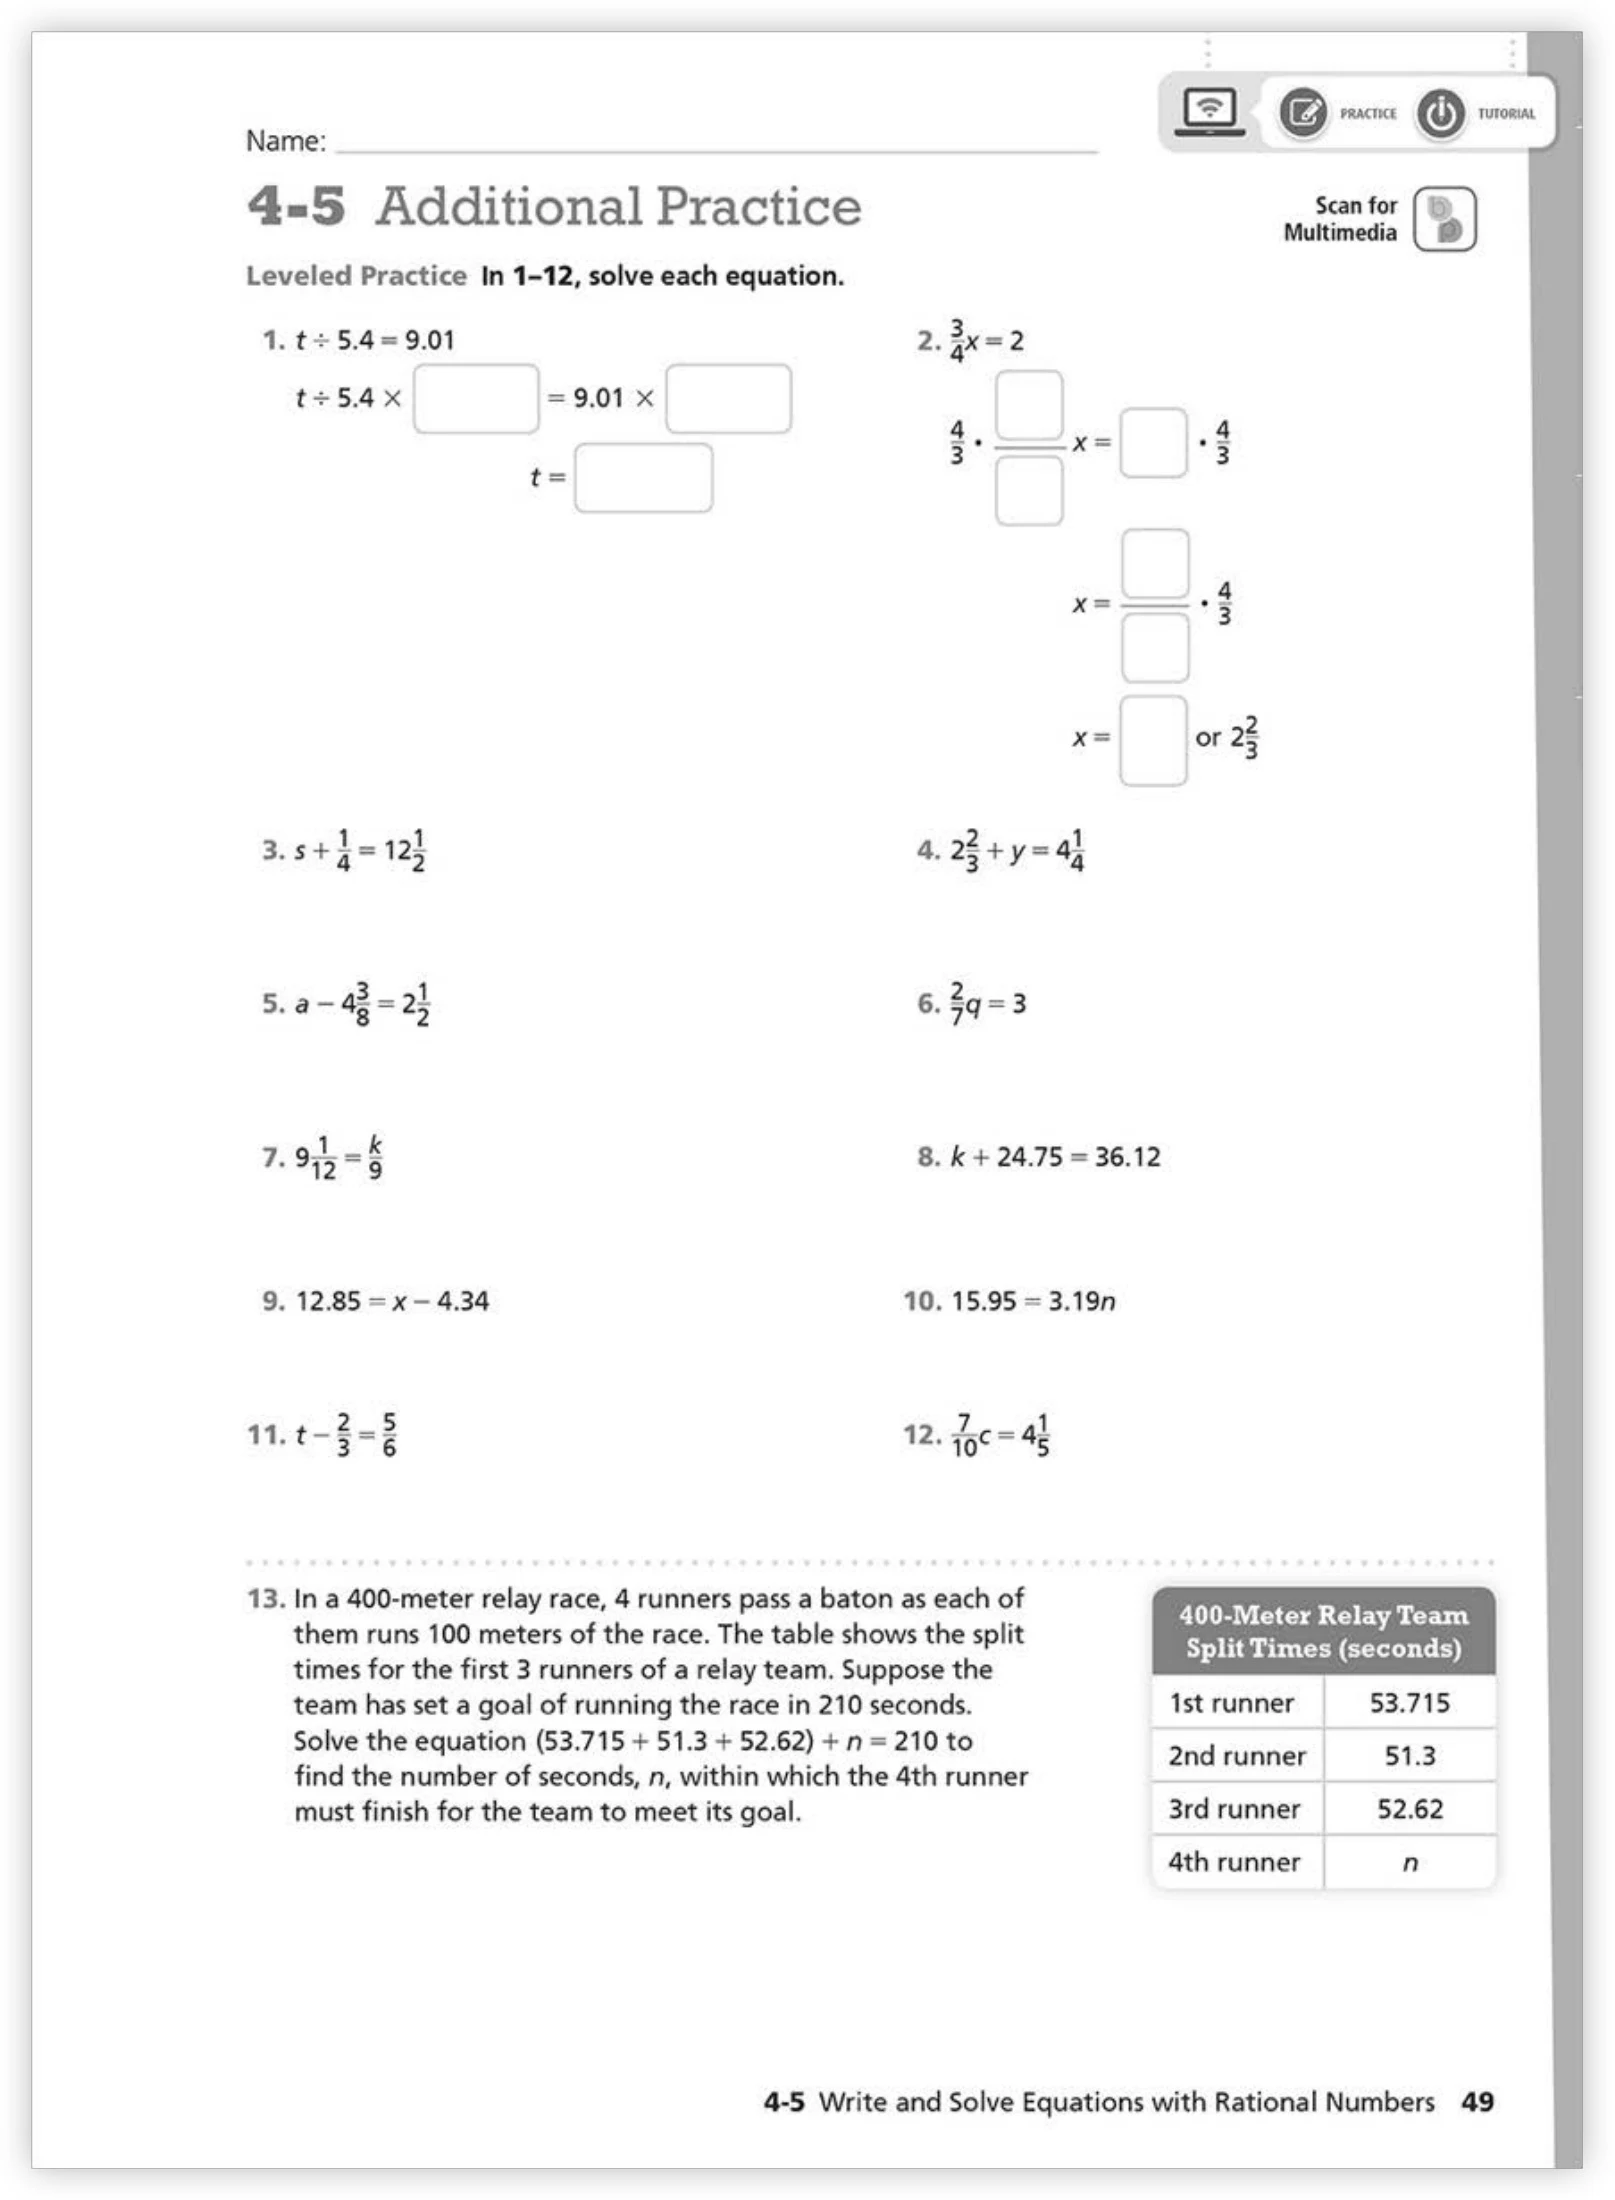 PRACTICE TUTORIAL
Name:
4-5 Additional Practice
Scan for
Multimedia
Leveled Practice In 1–12, solve each equation.
1. t ÷ 5.4 = 9.01
t ÷ 5.4 × = 9.01 ×
t =
2. 3/4 x = 2
4/3 · x = · 4/3
x = · 4/3
x = or 2 2/3
3. s + 1/4 = 12 1/2
4. 2 2/3 + y = 4 1/4
5. a − 4 3/8 = 2 1/2
6. 2/7 q = 3
7. 9 1/12 = k/9
8. k + 24.75 = 36.12
9. 12.85 = x − 4.34
10. 15.95 = 3.19n
11. t − 2/3 = 5/6
12. 7/10 c = 4 1/5
13. In a 400-meter relay race, 4 runners pass a baton as each of
them runs 100 meters of the race. The table shows the split
times for the first 3 runners of a relay team. Suppose the
team has set a goal of running the race in 210 seconds.
Solve the equation (53.715 + 51.3 + 52.62) + n = 210 to
find the number of seconds, n, within which the 4th runner
must finish for the team to meet its goal.
400-Meter Relay Team
Split Times (seconds)
1st runner 53.715
2nd runner 51.3
3rd runner 52.62
4th runner n
4-5 Write and Solve Equations with Rational Numbers 49